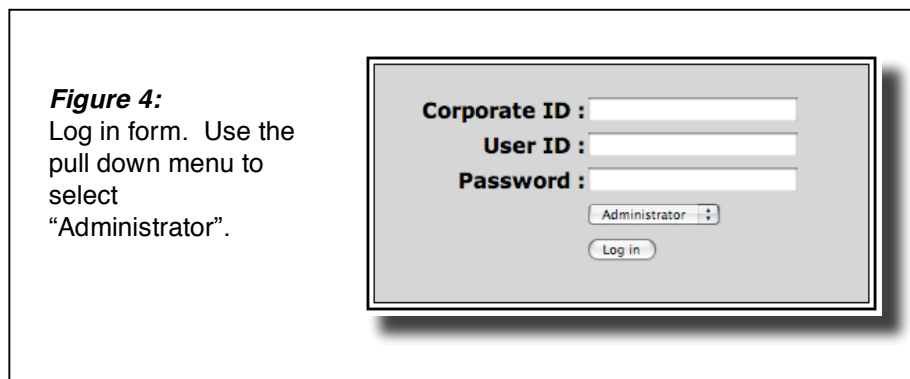 Figure 4:
Log in form. Use the
pull down menu to
select
“Administrator”.
Corporate ID :
User ID :
Password :
Administrator
Log in